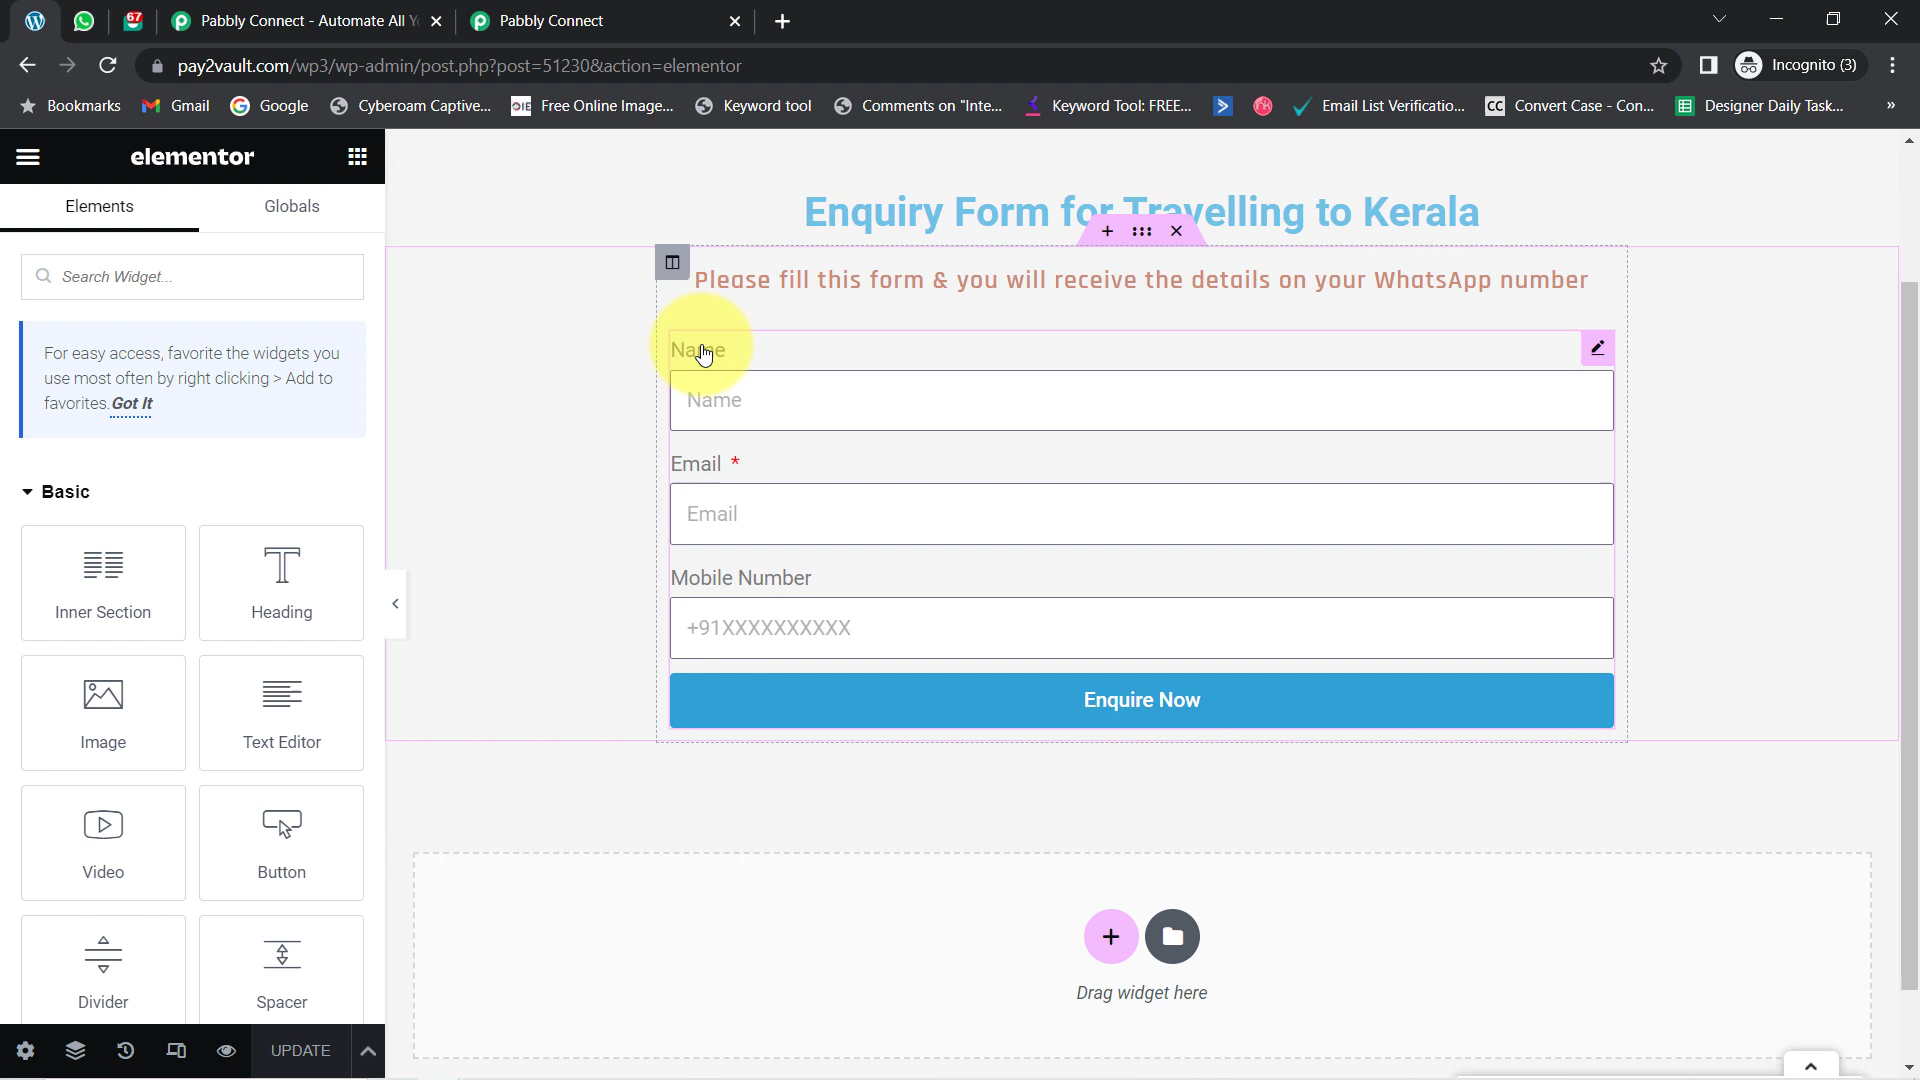 67
Pabbly Connect - Automate All Y
Pabbly Connect
pay2vault.com/wp3/wp-admin/post.php?post=51230&action=elementor
Incognito (3)
Bookmarks
Gmail
Google
Cyberoam Captive...
OIE
Free Online Image...
Keyword tool
Comments on "Inte...
Keyword Tool: FREE...
Email List Verificatio...
CC
Convert Case - Con...
Designer Daily Task...
elementor
Elements
Globals
Search Widget...
For easy access, favorite the widgets you
use most often by right clicking > Add to
favorites. Got It
Basic
Inner Section
Heading
Image
Text Editor
Video
Button
Divider
Spacer
UPDATE
Enquiry Form for Travelling to Kerala
Please fill this form & you will receive the details on your WhatsApp number
Name
Name
Email *
Email
Mobile Number
+91XXXXXXXXXX
Enquire Now
Drag widget here